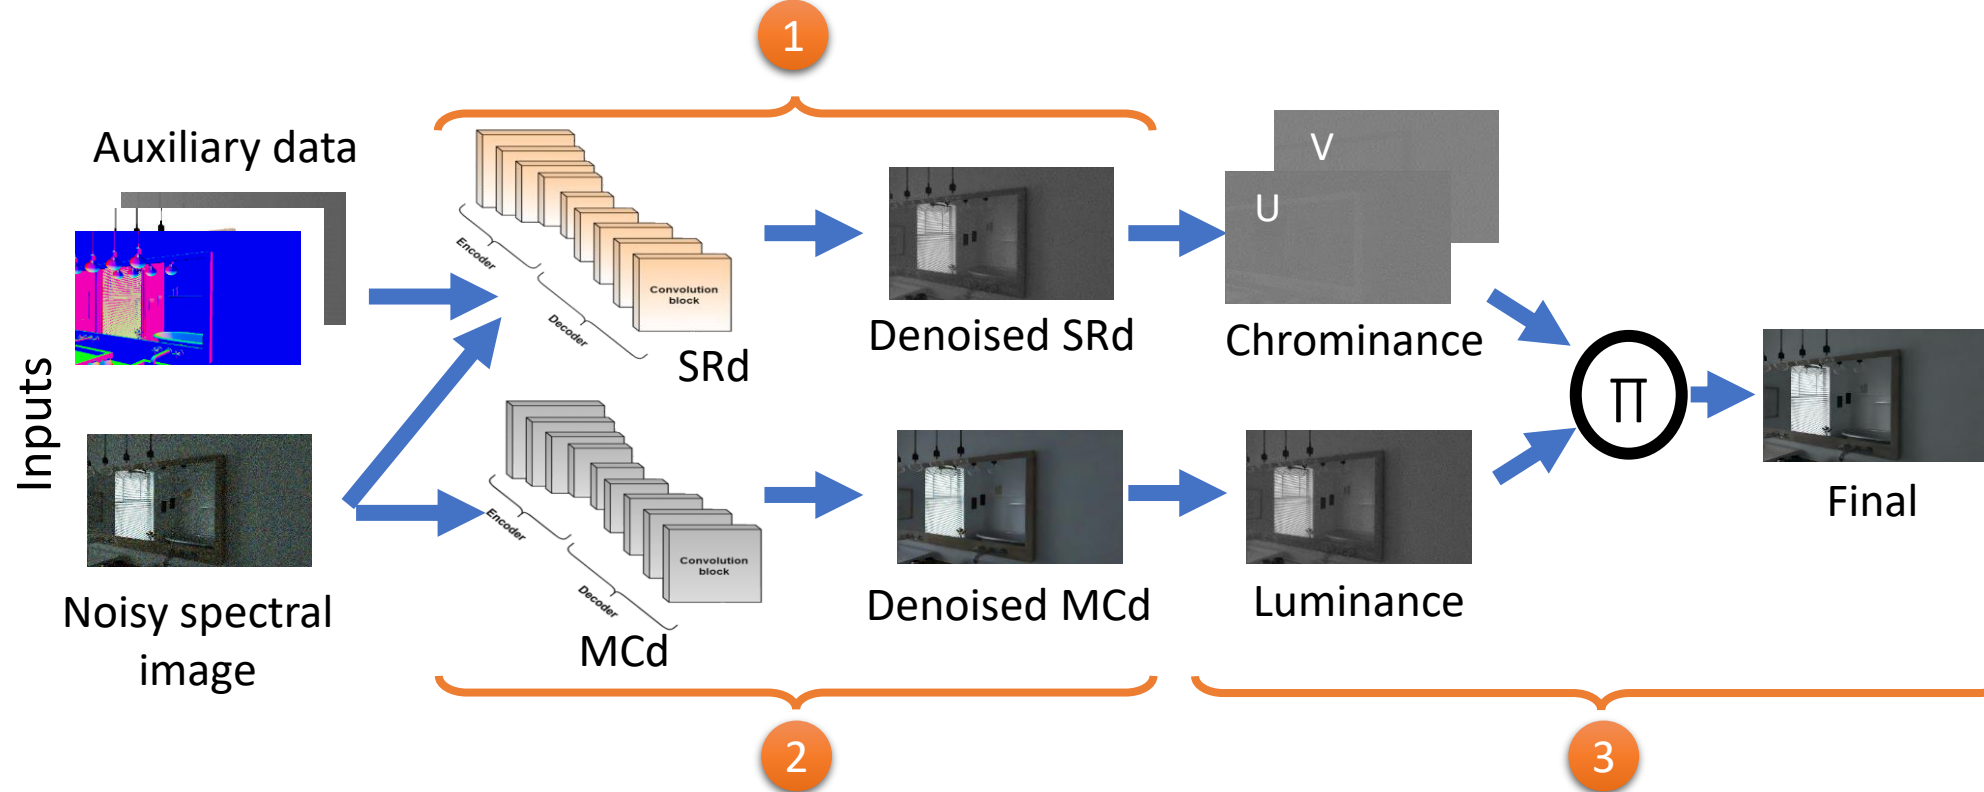 1
Auxiliary data
Inputs
Noisy spectral
image
Encoder
Decoder
Convolution
block
SRd
Denoised SRd
V
U
Chrominance
Encoder
Decoder
Convolution
block
MCd
Denoised MCd
Luminance
∏
Final
2
3